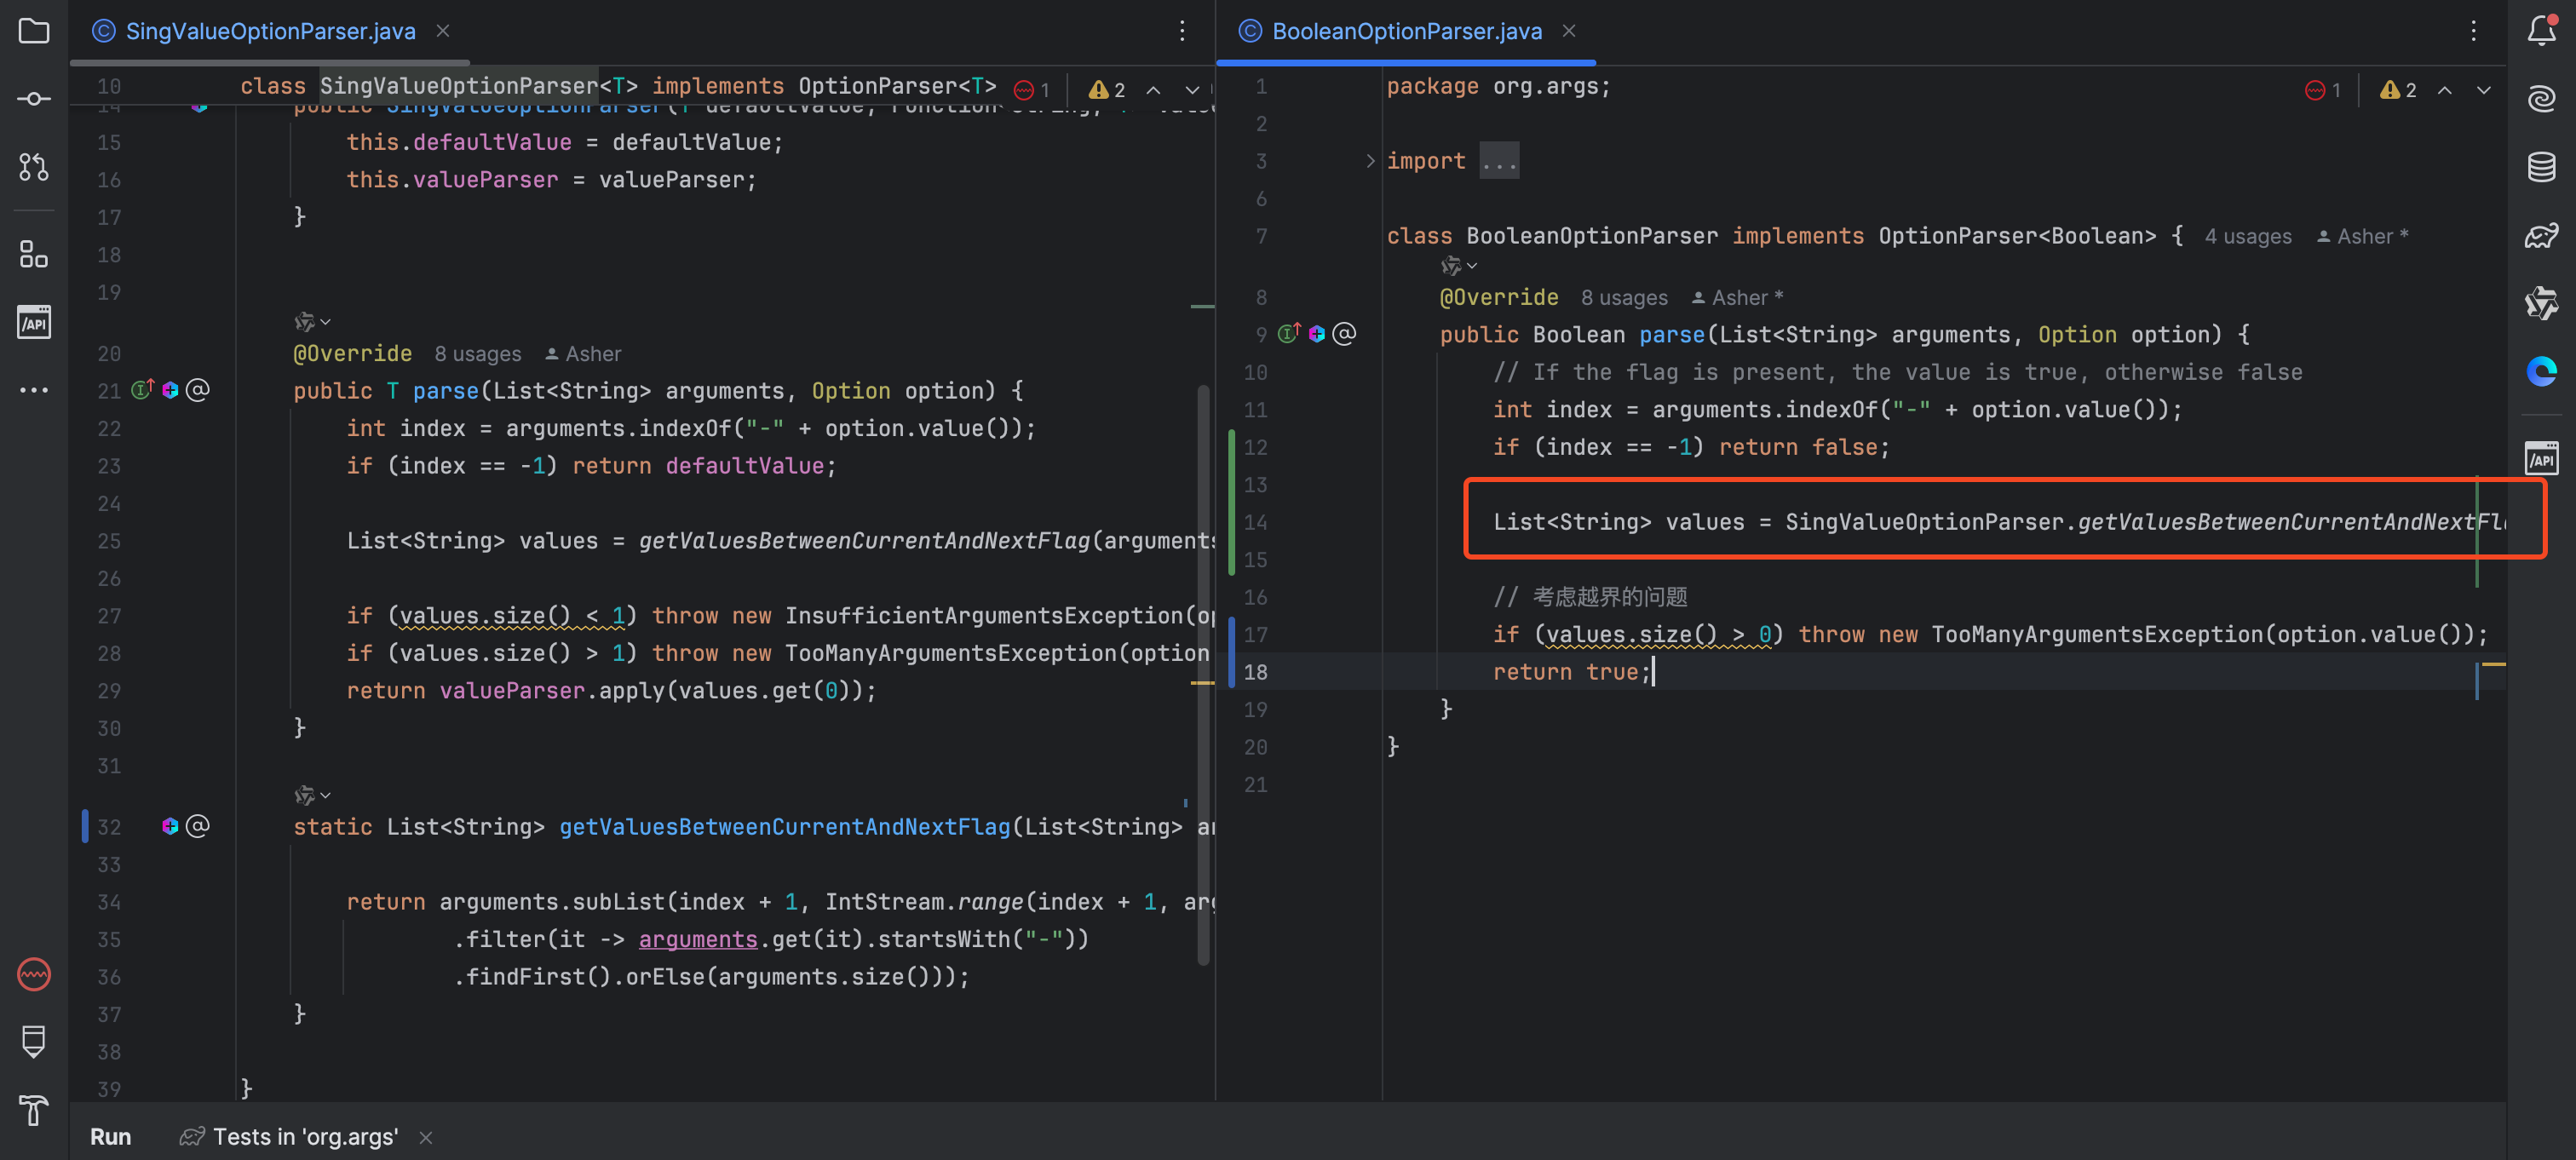 SingValueOptionParser.java
10 class SingValueOptionParser<T> implements OptionParser<T> 1 2
14 public SingValueOptionParser(T defaultValue, Function<String, T> value
15 this.defaultValue = defaultValue;
16 this.valueParser = valueParser;
17 }
18
19
20 @Override 8 usages Asher
21 public T parse(List<String> arguments, Option option) {
22 int index = arguments.indexOf("-" + option.value());
23 if (index == -1) return defaultValue;
24
25 List<String> values = getValuesBetweenCurrentAndNextFlag(arguments
26
27 if (values.size() < 1) throw new InsufficientArgumentsException(op
28 if (values.size() > 1) throw new TooManyArgumentsException(option
29 return valueParser.apply(values.get(0));
30 }
31
32 static List<String> getValuesBetweenCurrentAndNextFlag(List<String> ar
33
34 return arguments.subList(index + 1, IntStream.range(index + 1, arg
35 .filter(it -> arguments.get(it).startsWith("-"))
36 .findFirst().orElse(arguments.size()));
37 }
38
39 }
BooleanOptionParser.java
1 package org.args; 1 2
2
3 import ...
6
7 class BooleanOptionParser implements OptionParser<Boolean> { 4 usages Asher *
8 @Override 8 usages Asher *
9 public Boolean parse(List<String> arguments, Option option) {
10 // If the flag is present, the value is true, otherwise false
11 int index = arguments.indexOf("-" + option.value());
12 if (index == -1) return false;
13
14 List<String> values = SingValueOptionParser.getValuesBetweenCurrentAndNextFl
15
16 // 考虑越界的问题
17 if (values.size() > 0) throw new TooManyArgumentsException(option.value());
18 return true;
19 }
20 }
21
/API
/API
Run Tests in 'org.args'